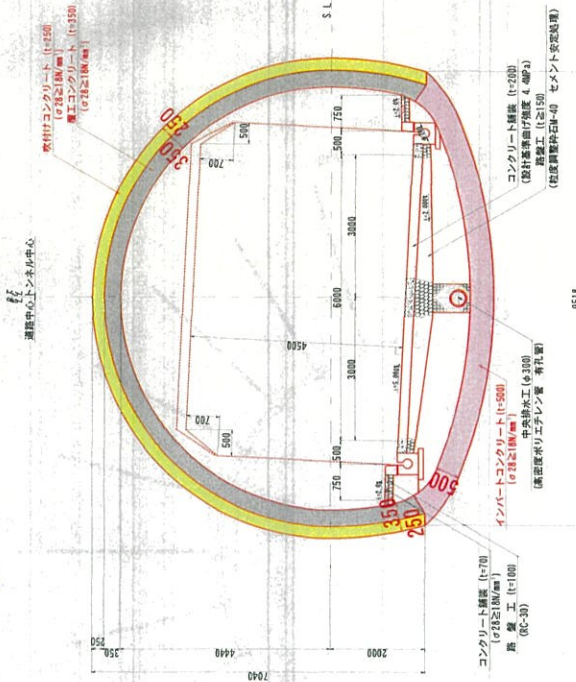 道路中心 トンネル中心
吹付けコンクリート (t=250)
(σ28≧18N/mm²)
覆工コンクリート (t=350)
(σ28≧18N/mm²)
S.L
250
350
250
350
4440
7040
2000
700
500
700
500
4500
750
500
3000
6000
3000
500
750
i=2.000%
350
250
500
コンクリート舗装 (t=200)
(設計基準曲げ強度 4.4MPa)
路盤工 (t≧150)
(粒度調整砕石M-40 セメント安定処理)
コンクリート舗装 (t=70)
(σ28≧18N/mm²)
路盤工 (t=100)
(RC-30)
インバートコンクリート (t=500)
(σ28≧18N/mm²)
中央排水工 (φ300)
(高密度ポリエチレン管 有孔管)